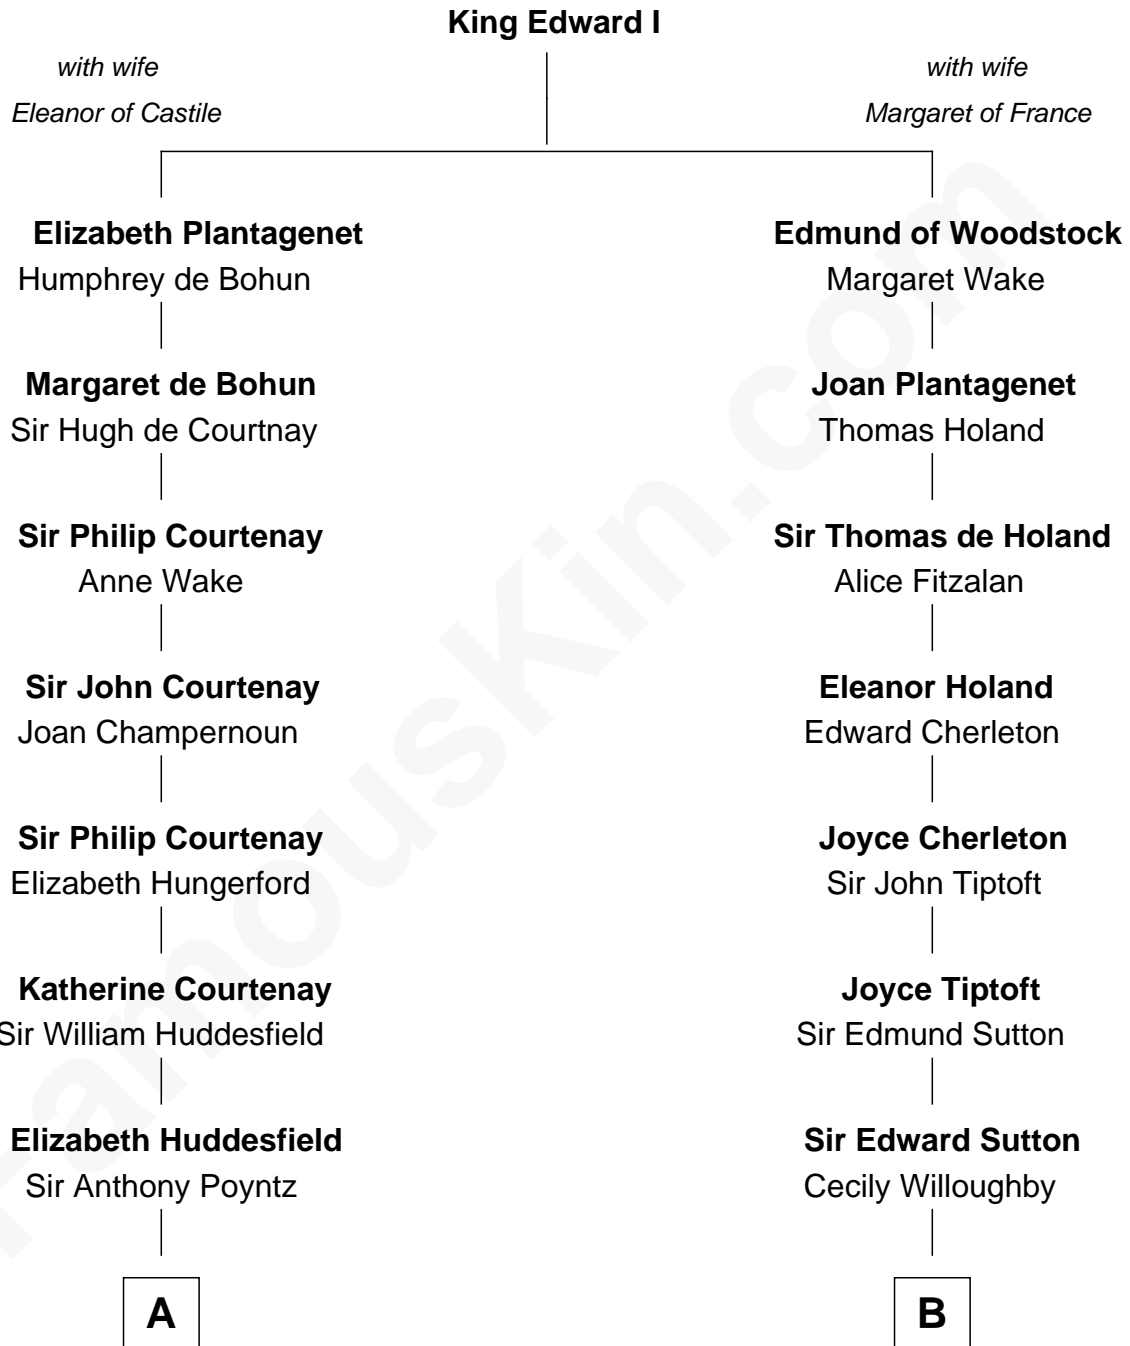 King Edward I
with wife
Eleanor of Castile
with wife
Margaret of France
Elizabeth Plantagenet
Humphrey de Bohun
Edmund of Woodstock
Margaret Wake
Margaret de Bohun
Sir Hugh de Courtnay
Joan Plantagenet
Thomas Holand
Sir Philip Courtenay
Anne Wake
Sir Thomas de Holand
Alice Fitzalan
Sir John Courtenay
Joan Champernoun
Eleanor Holand
Edward Cherleton
Sir Philip Courtenay
Elizabeth Hungerford
Joyce Cherleton
Sir John Tiptoft
Katherine Courtenay
Sir William Huddesfield
Joyce Tiptoft
Sir Edmund Sutton
Elizabeth Huddesfield
Sir Anthony Poyntz
Sir Edward Sutton
Cecily Willoughby
A
B
FamousKin.com